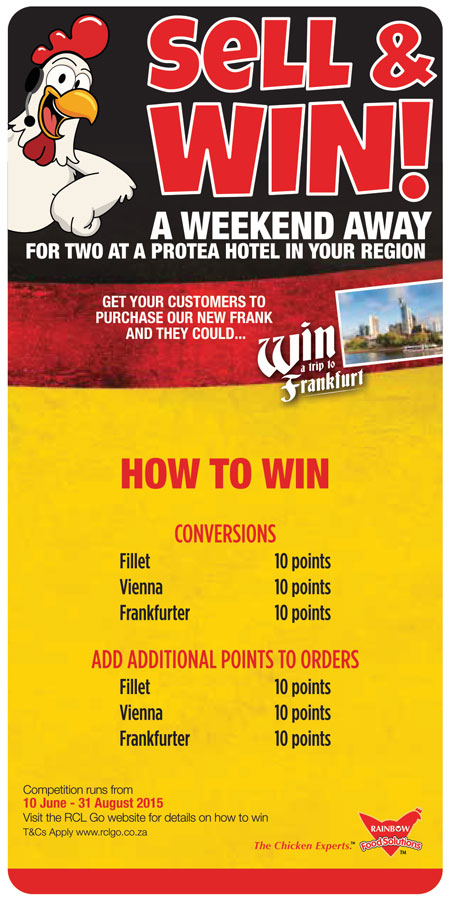 SELL &
WIN!
A WEEKEND AWAY
FOR TWO AT A PROTEA HOTEL IN YOUR REGION
GET YOUR CUSTOMERS TO
PURCHASE OUR NEW FRANK
AND THEY COULD...
Win
a trip to
Frankfurt
HOW TO WIN
CONVERSIONS
Fillet 10 points
Vienna 10 points
Frankfurter 10 points
ADD ADDITIONAL POINTS TO ORDERS
Fillet 10 points
Vienna 10 points
Frankfurter 10 points
Competition runs from
10 June - 31 August 2015
Visit the RCL Go website for details on how to win
T&Cs Apply www.rclgo.co.za
The Chicken Experts.™
RAINBOW
Food Solutions
TM